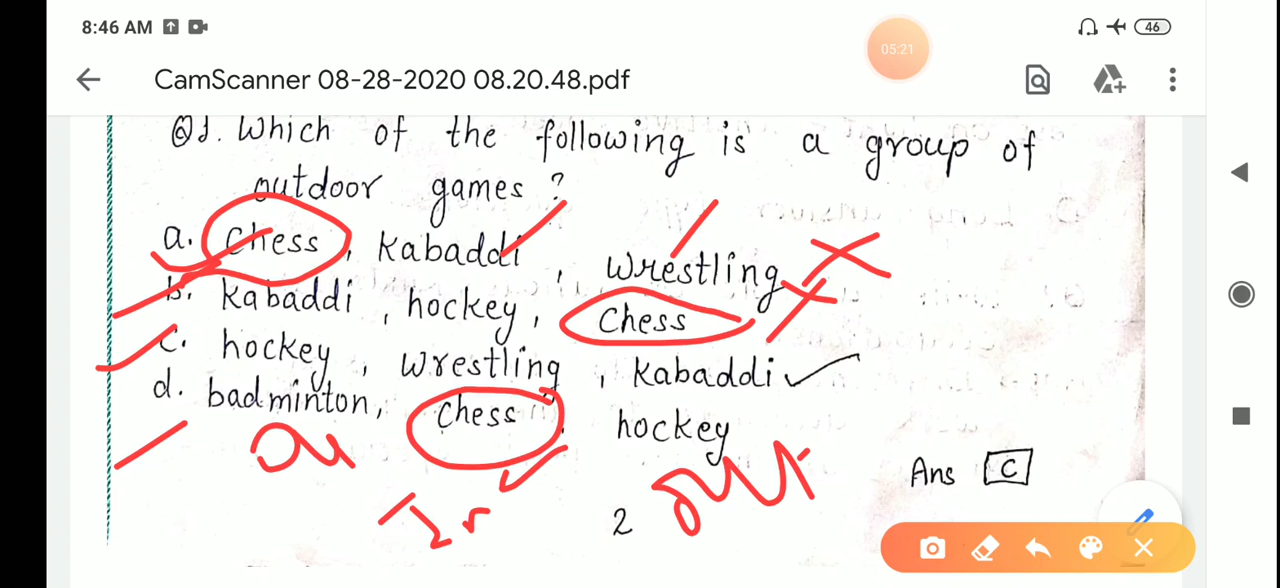 8:46 AM 46
05:21
CamScanner 08-28-2020 08.20.48.pdf
Q1. Which of the following is a group of
outdoor games ?
a. Chess, Kabaddi, Wrestling
b. Kabaddi, hockey, Chess
c. hockey, Wrestling, Kabaddi
d. badminton, Chess, hockey
Ans C
In
2